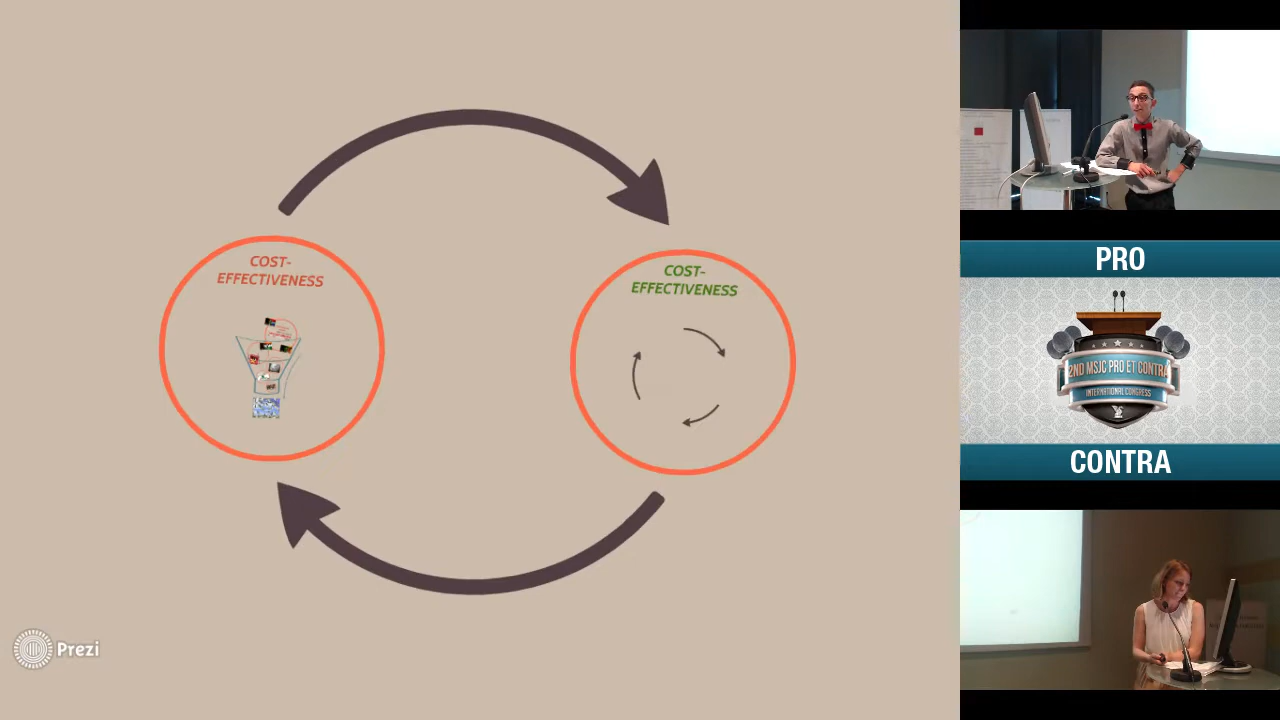 COST-
EFFECTIVENESS
COST-
EFFECTIVENESS
Prezi
PRO
2ND MSJC PRO ET CONTRA
INTERNATIONAL CONGRESS
CONTRA